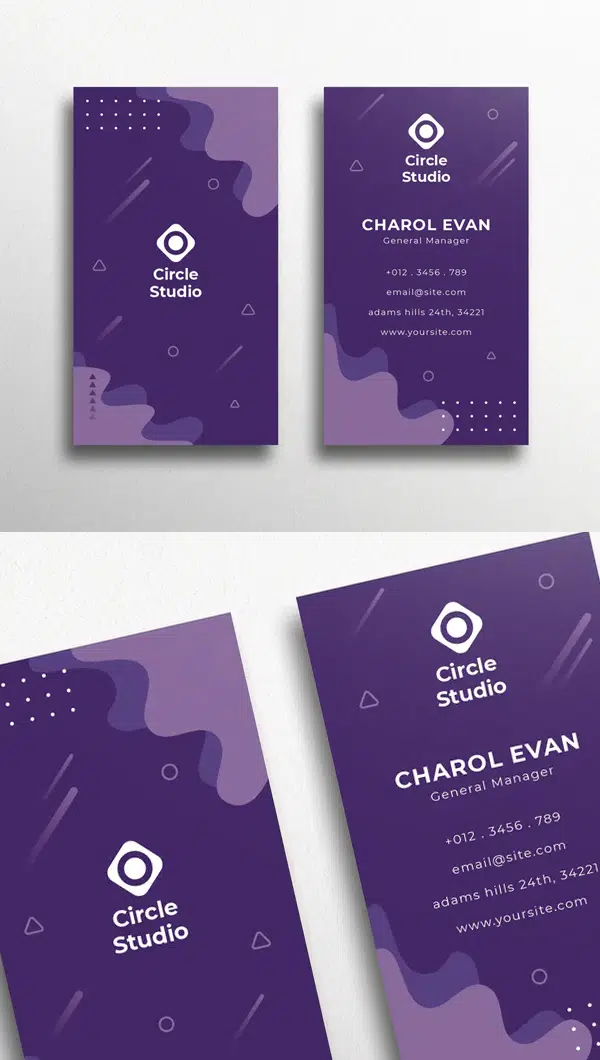 Circle
Studio
Circle
Studio
CHAROL EVAN
General Manager
+012 . 3456 . 789
email@site.com
adams hills 24th, 34221
www.yoursite.com
Circle
Studio
Circle
Studio
CHAROL EVAN
General Manager
+012 . 3456 . 789
email@site.com
adams hills 24th, 34221
www.yoursite.com